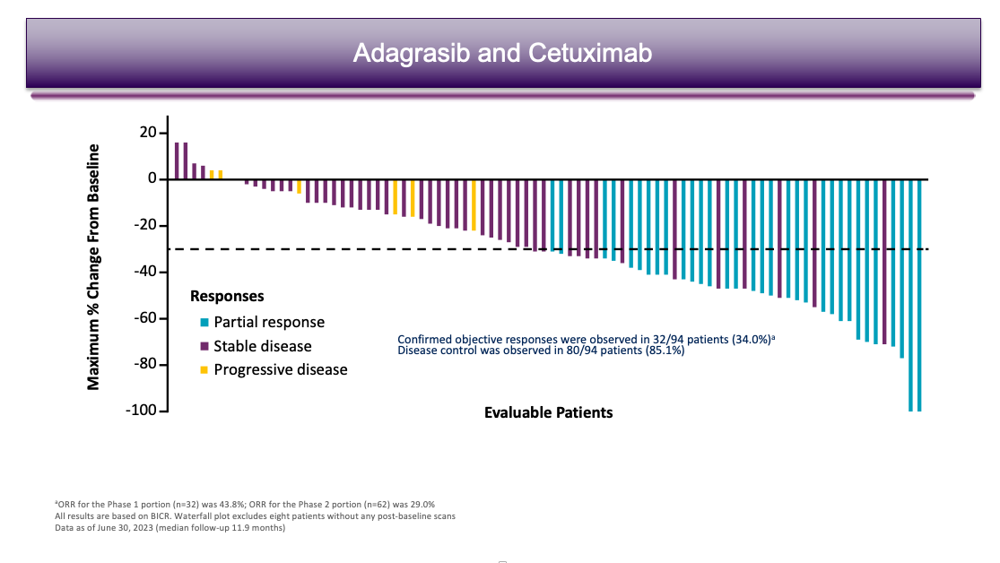 Adagrasib and Cetuximab
Maximum % Change From Baseline
20
0
-20
-40
-60
-80
-100
Responses
Partial response
Stable disease
Progressive disease
Confirmed objective responses were observed in 32/94 patients (34.0%)ᵃ
Disease control was observed in 80/94 patients (85.1%)
Evaluable Patients
ᵃORR for the Phase 1 portion (n=32) was 43.8%; ORR for the Phase 2 portion (n=62) was 29.0%
All results are based on BICR. Waterfall plot excludes eight patients without any post-baseline scans
Data as of June 30, 2023 (median follow-up 11.9 months)